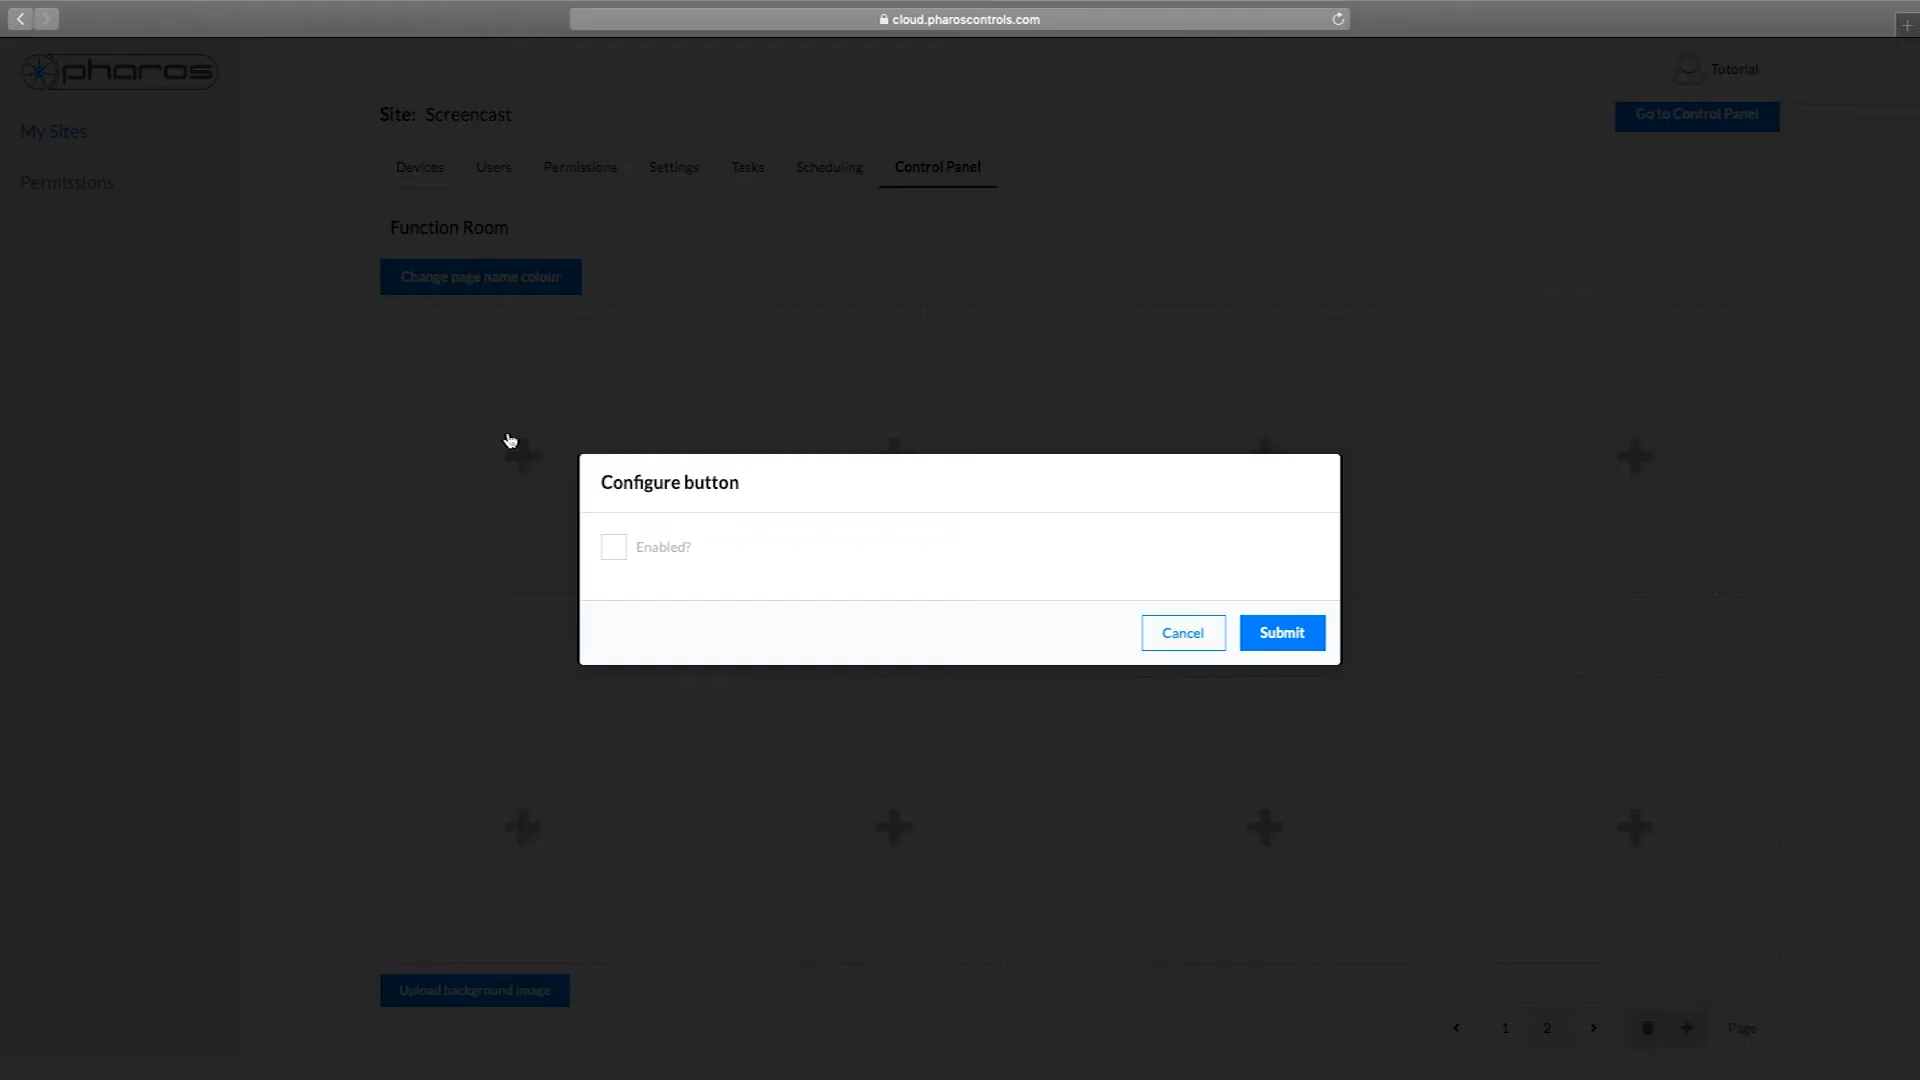 cloud.pharoscontrols.com
pharos
Tutorial
Site: Screencast
Go to Control Panel
My Sites
Permissions
Devices
Users
Permissions
Settings
Tasks
Scheduling
Control Panel
Function Room
Change page name colour
Configure button
Enabled?
Cancel
Submit
Upload background image
1
2
Page